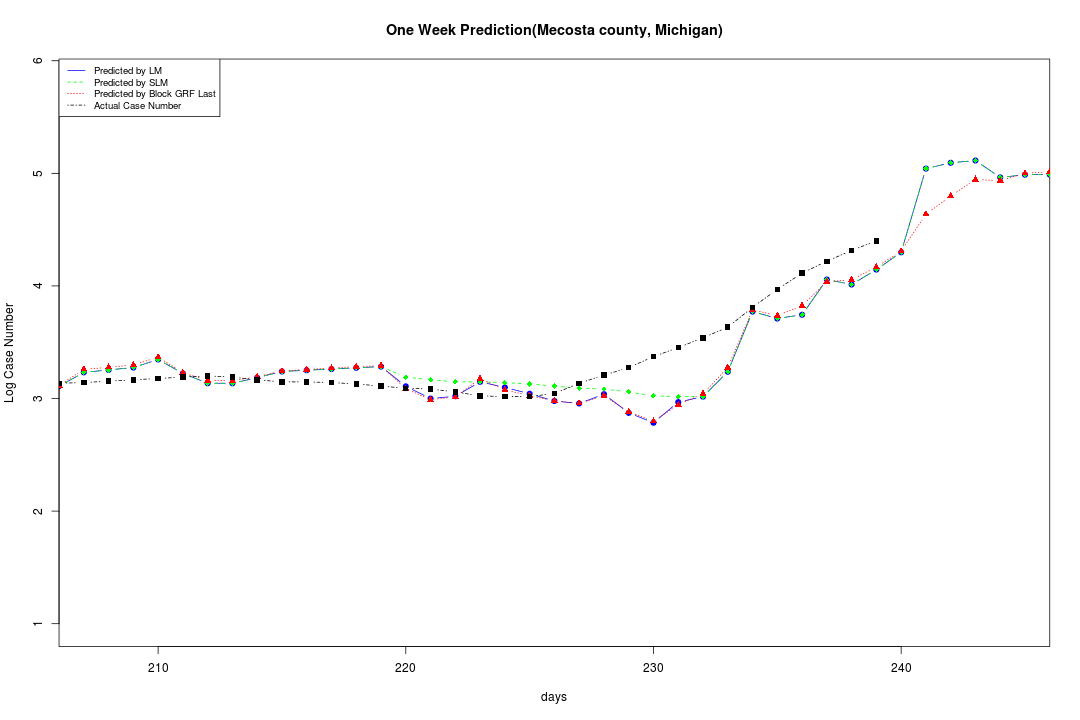 One Week Prediction(Mecosta county, Michigan)
Predicted by LM
Predicted by SLM
Predicted by Block GRF Last
Actual Case Number
6
5
4
3
2
1
Log Case Number
210 220 230 240
days